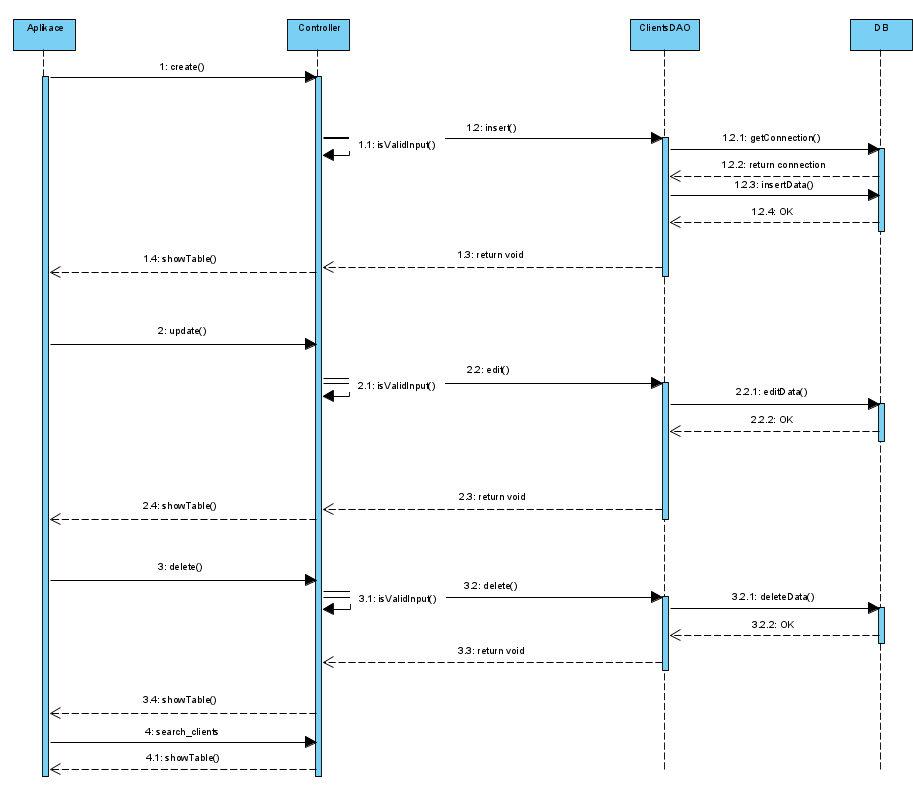 Aplikace
Controller
ClientsDAO
DB
1: create()
1.1: isValidInput()
1.2: insert()
1.2.1: getConnection()
1.2.2: return connection
1.2.3: insertData()
1.2.4: OK
1.3: return void
1.4: showTable()
2: update()
2.1: isValidInput()
2.2: edit()
2.2.1: editData()
2.2.2: OK
2.3: return void
2.4: showTable()
3: delete()
3.1: isValidInput()
3.2: delete()
3.2.1: deleteData()
3.2.2: OK
3.3: return void
3.4: showTable()
4: search_clients
4.1: showTable()